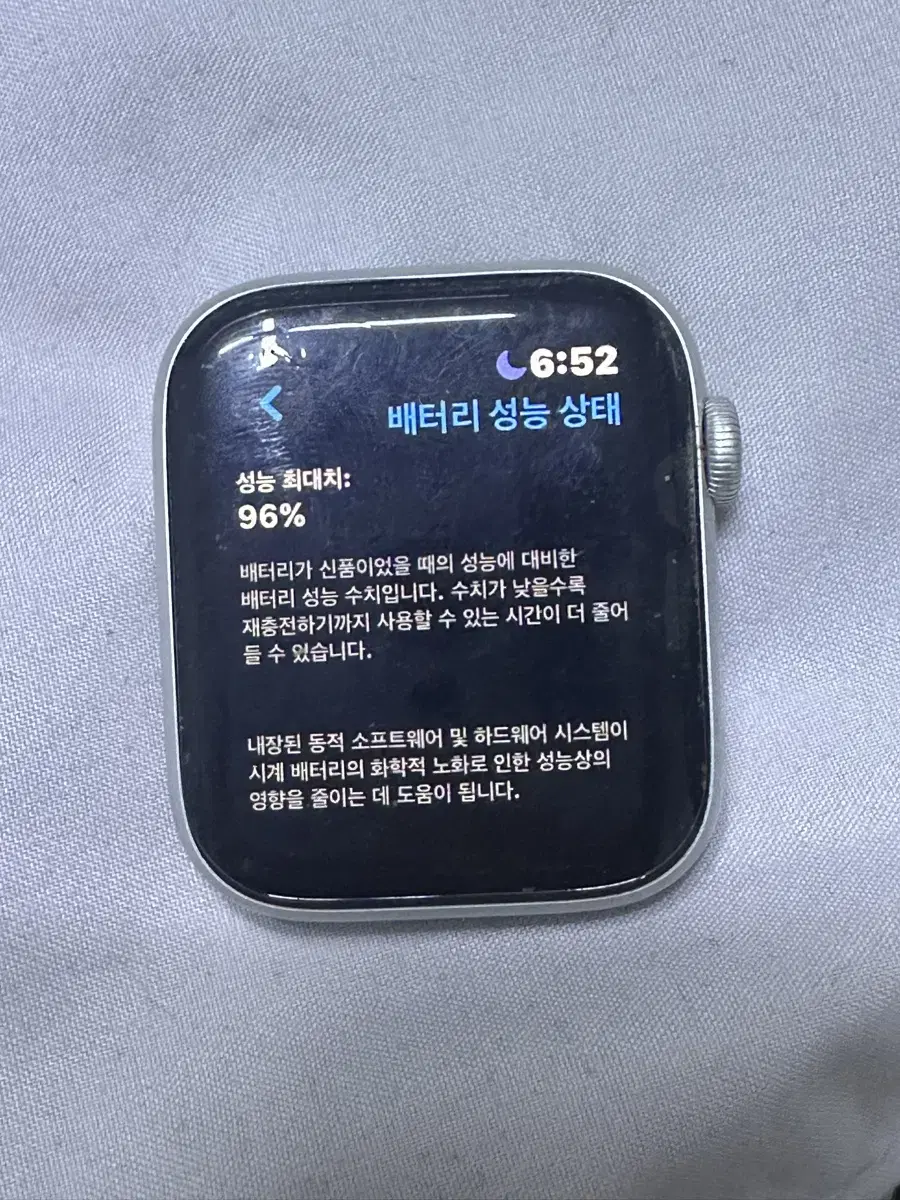 6:52
배터리 성능 상태
성능 최대치:
96%
배터리가 신품이었을 때의 성능에 대비한
배터리 성능 수치입니다. 수치가 낮을수록
재충전하기까지 사용할 수 있는 시간이 더 줄어
들 수 있습니다.
내장된 동적 소프트웨어 및 하드웨어 시스템이
시계 배터리의 화학적 노화로 인한 성능상의
영향을 줄이는 데 도움이 됩니다.